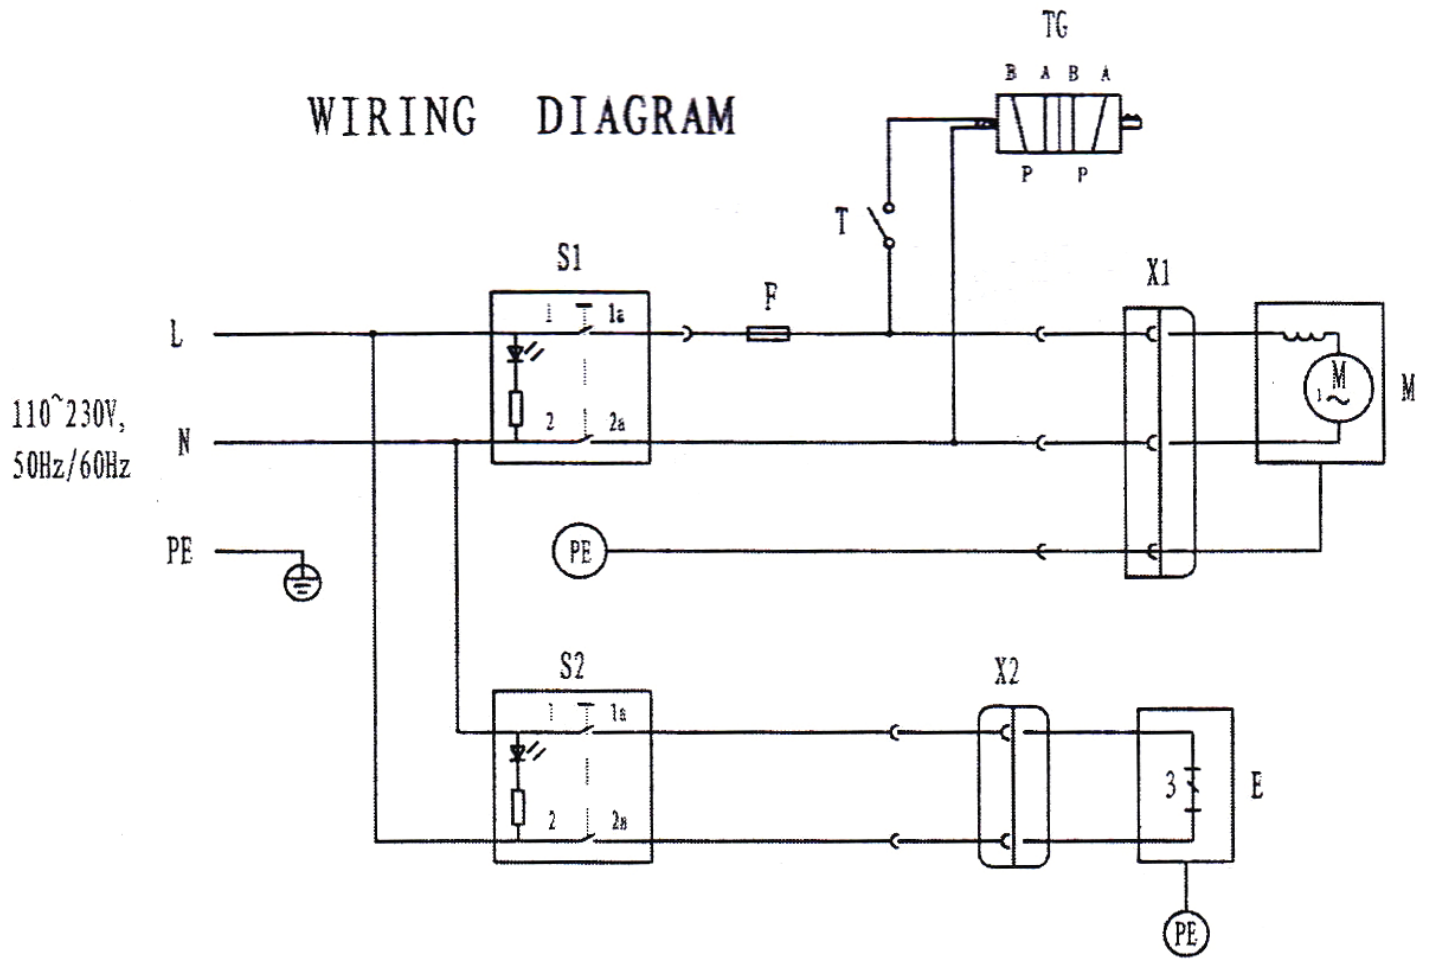 TG
B A B A
WIRING DIAGRAM
P P
T
S1
X1
F
1 1a
L
M
1~
M
110~230V,
50Hz/60Hz
N
2 2a
PE
PE
S2
X2
1 1a
3
E
2 2a
PE